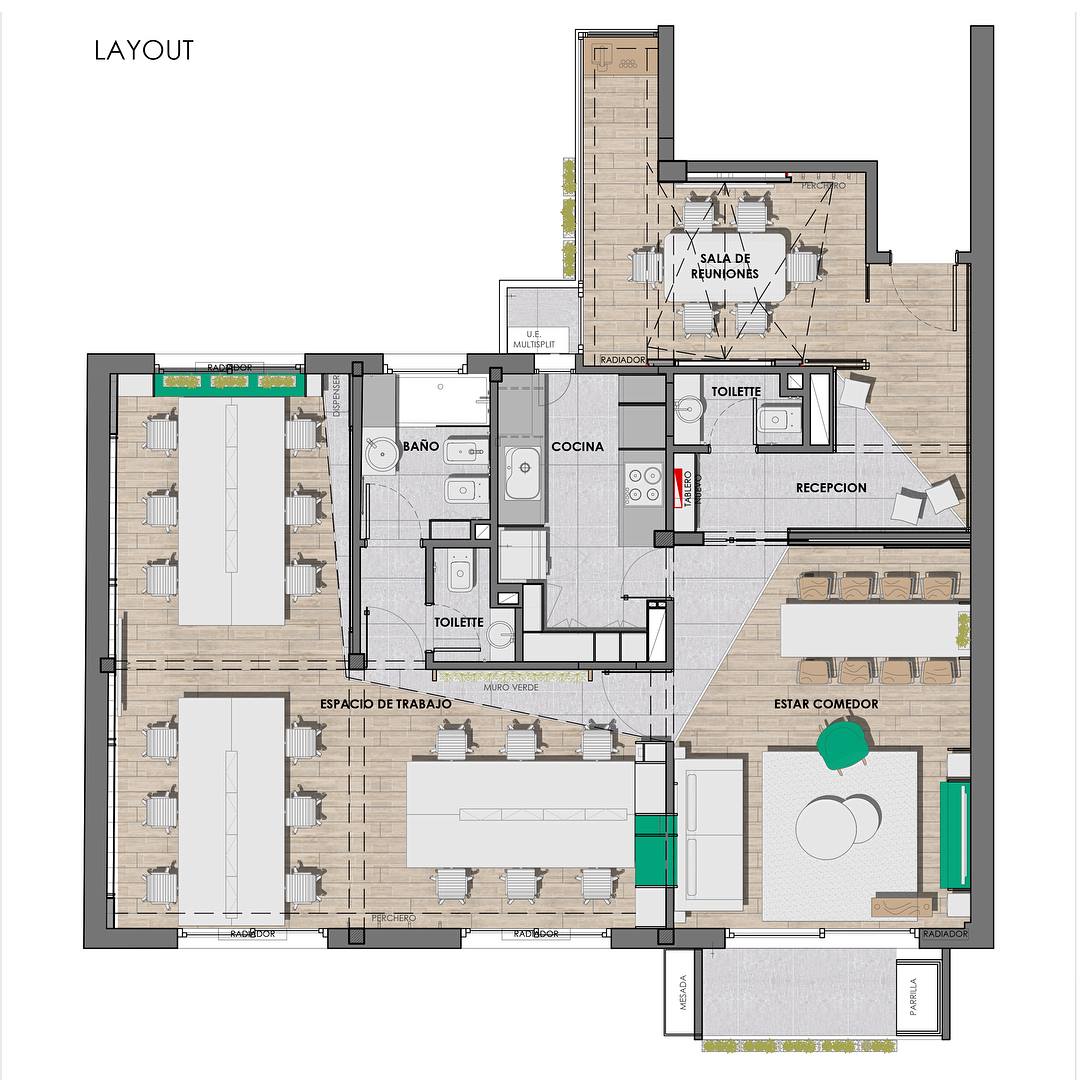 LAYOUT
PERCHERO
SALA DE
REUNIONES
U.E.
MULTISPLIT
RADIADOR
RADIADOR
DISPENSER
TOILETTE
BAÑO
COCINA
TABLERO
NUEVO
RECEPCION
TOILETTE
MURO VERDE
ESPACIO DE TRABAJO
ESTAR COMEDOR
PERCHERO
RADIADOR
RADIADOR
RADIADOR
MESADA
PARRILLA